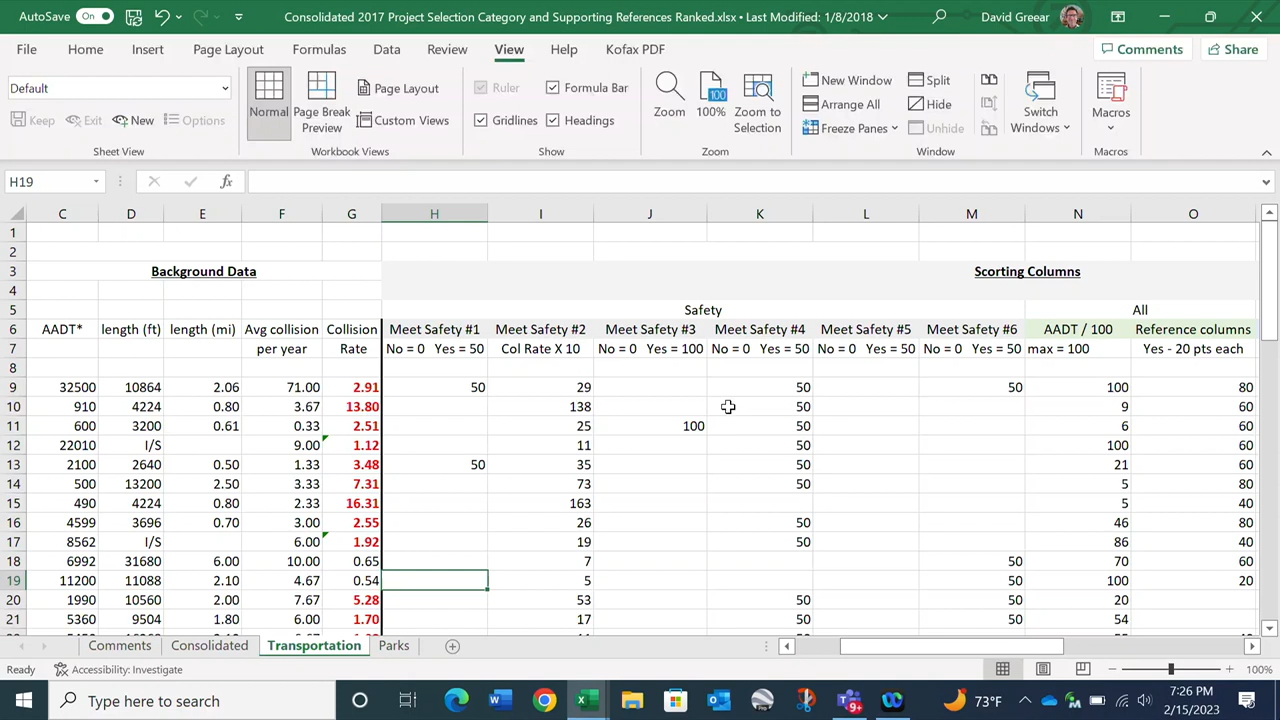 AutoSave On Consolidated 2017 Project Selection Category and Supporting References Ranked.xlsx • Last Modified: 1/8/2018 David Greear
File Home Insert Page Layout Formulas Data Review View Help Kofax PDF Comments Share
Default Page Layout Ruler Formula Bar New Window Split
Keep Exit New Options Normal Page Break Preview Custom Views Gridlines Headings Zoom 100% Zoom to Selection Arrange All Hide Switch Windows Macros
Freeze Panes Unhide
Sheet View Workbook Views Show Zoom Window Macros
H19 fx
C D E F G H I J K L M N O
1
2
3 Background Data Scorting Columns
4
5 Safety All
6 AADT* length (ft) length (mi) Avg collision Collision Meet Safety #1 Meet Safety #2 Meet Safety #3 Meet Safety #4 Meet Safety #5 Meet Safety #6 AADT / 100 Reference columns
7 per year Rate No = 0 Yes = 50 Col Rate X 10 No = 0 Yes = 100 No = 0 Yes = 50 No = 0 Yes = 50 No = 0 Yes = 50 max = 100 Yes - 20 pts each
8
9 32500 10864 2.06 71.00 2.91 50 29 50 50 100 80
10 910 4224 0.80 3.67 13.80 138 50 9 60
11 600 3200 0.61 0.33 2.51 25 100 50 6 60
12 22010 I/S 9.00 1.12 11 50 100 60
13 2100 2640 0.50 1.33 3.48 50 35 50 21 60
14 500 13200 2.50 3.33 7.31 73 50 5 80
15 490 4224 0.80 2.33 16.31 163 5 40
16 4599 3696 0.70 3.00 2.55 26 50 46 80
17 8562 I/S 6.00 1.92 19 50 86 40
18 6992 31680 6.00 10.00 0.65 7 50 70 60
19 11200 11088 2.10 4.67 0.54 5 50 100 20
20 1990 10560 2.00 7.67 5.28 53 50 50 20
21 5360 9504 1.80 6.00 1.70 17 50 50 54
Comments Consolidated Transportation Parks
Ready Accessibility: Investigate 100%
Type here to search 9+ 73°F 7:26 PM
2/15/2023